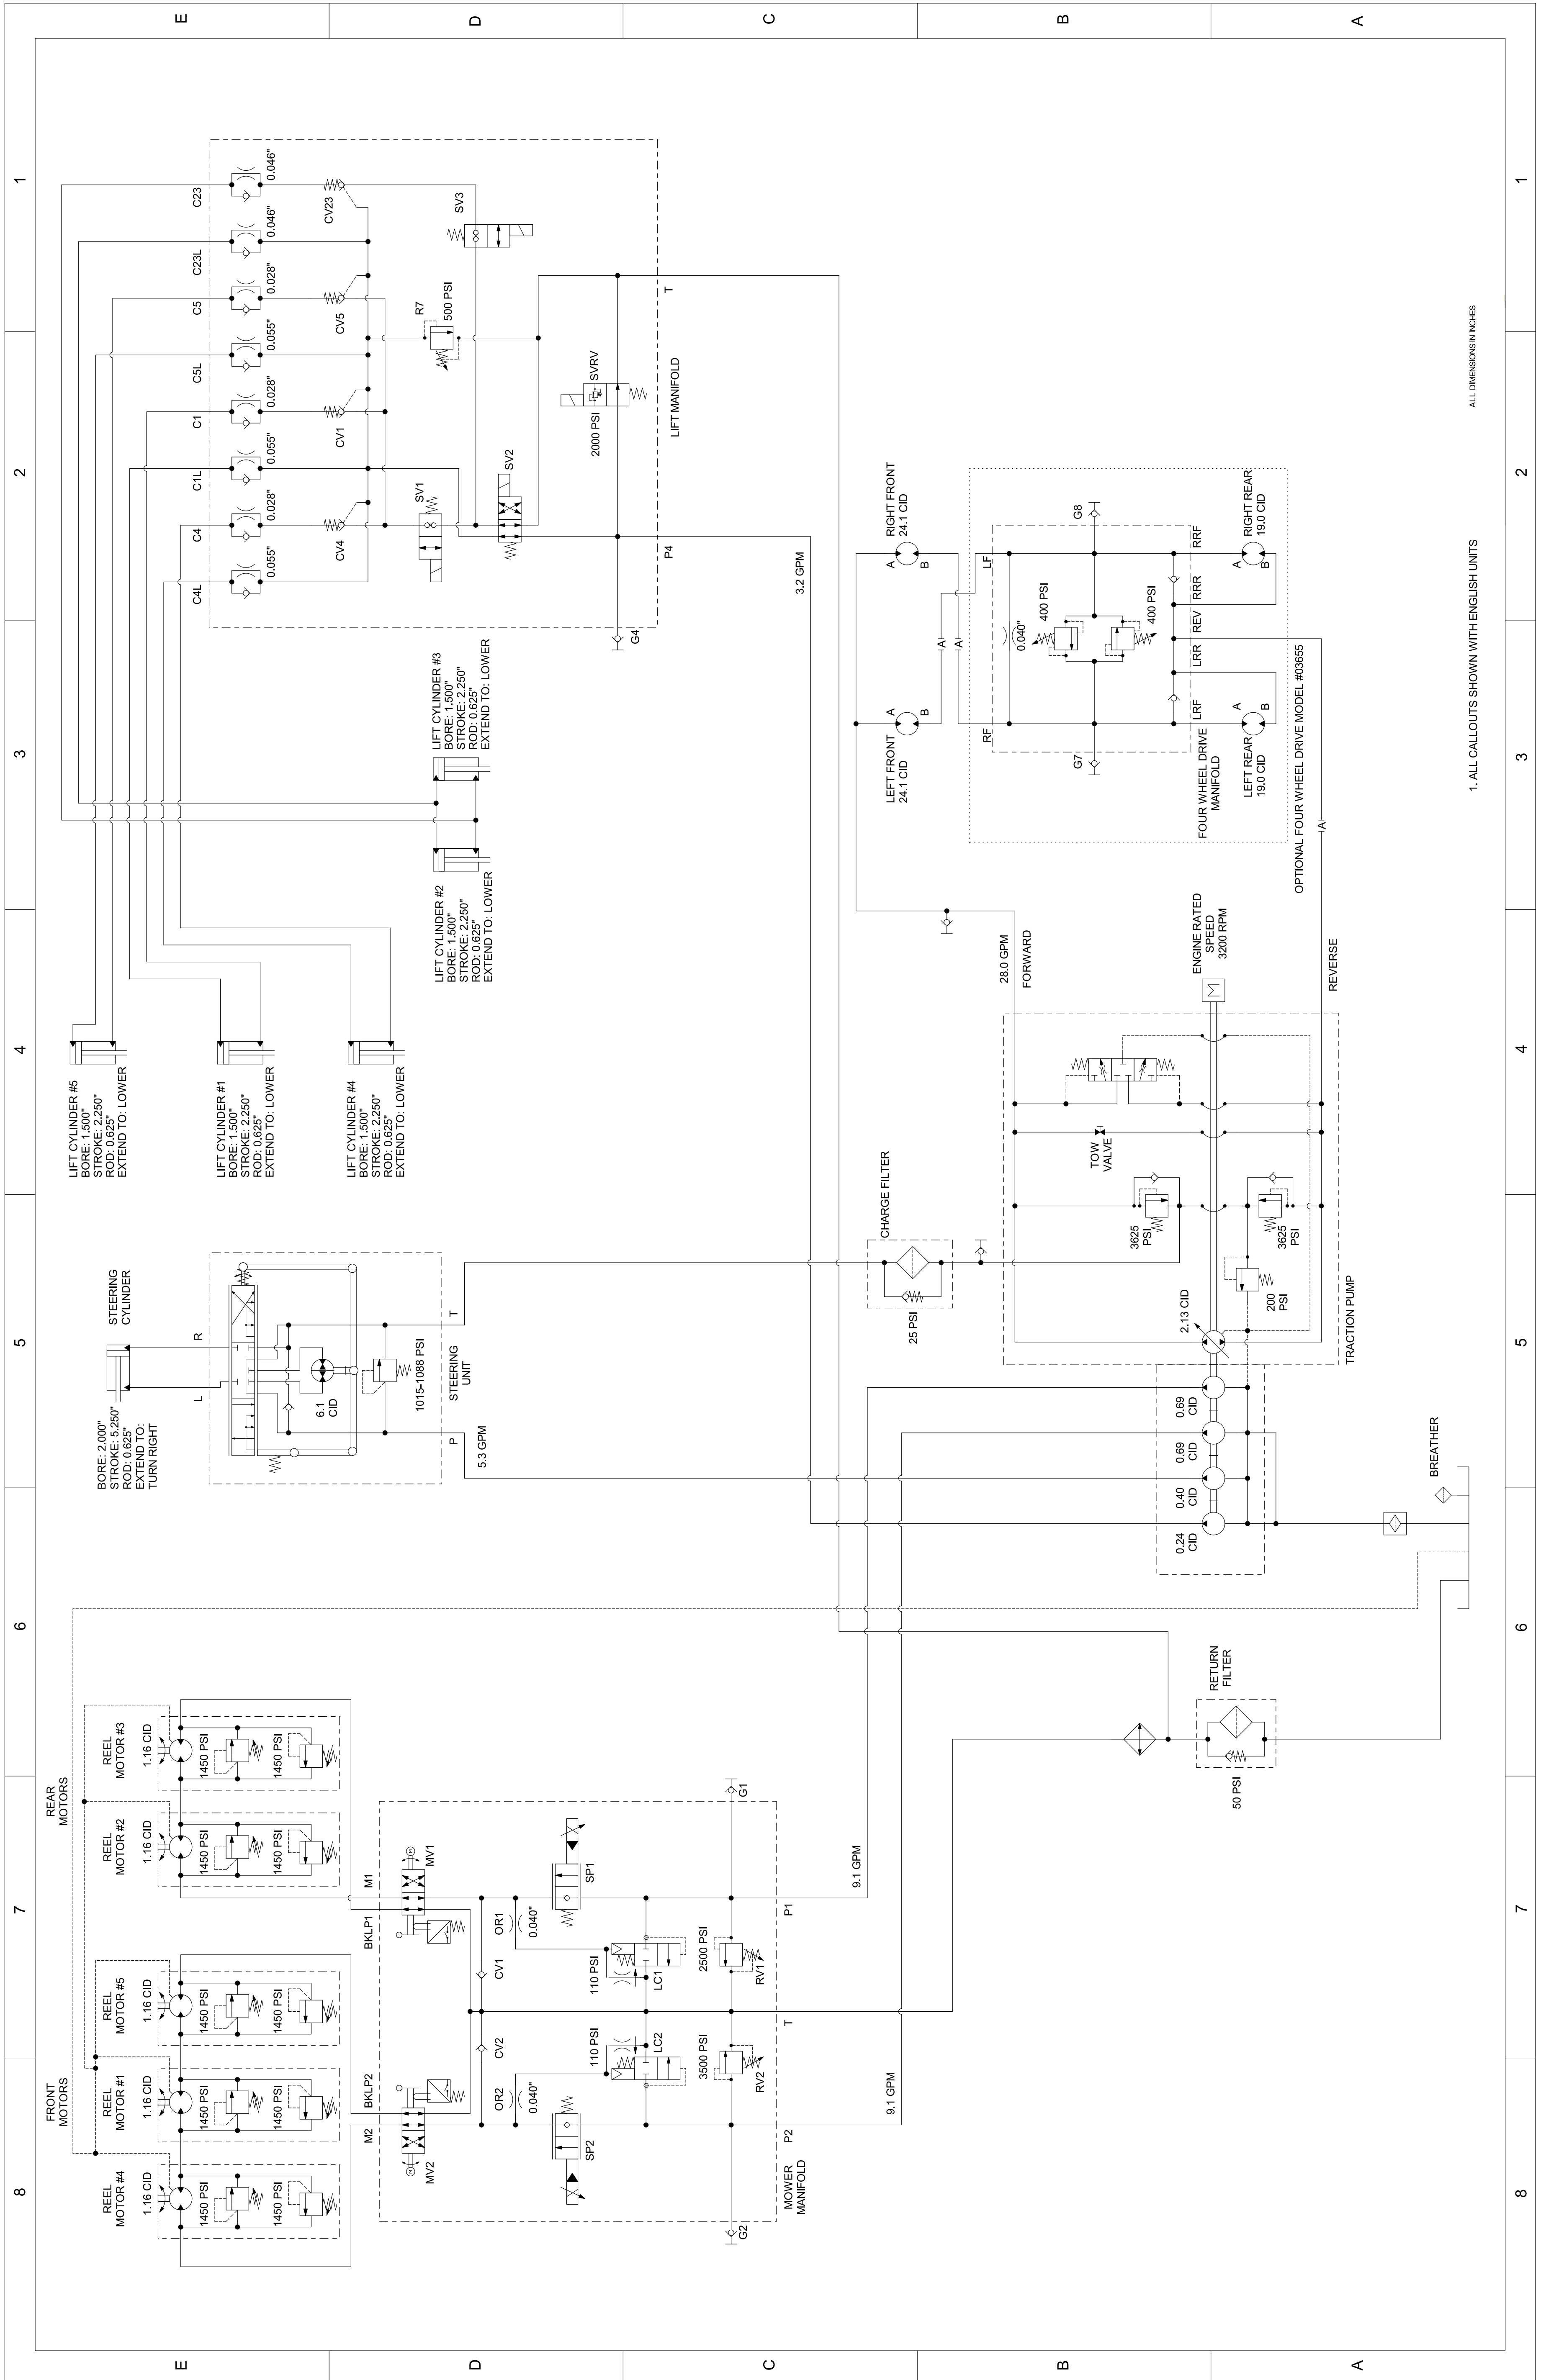 E
D
C
B
A
8
7
6
5
4
3
2
1
8
7
6
5
4
3
2
1
E
D
C
B
A
FRONT
MOTORS
REAR
MOTORS
REEL
MOTOR #4
1.16 CID
1450 PSI
1450 PSI
REEL
MOTOR #1
1.16 CID
1450 PSI
1450 PSI
REEL
MOTOR #5
1.16 CID
1450 PSI
1450 PSI
REEL
MOTOR #2
1.16 CID
1450 PSI
1450 PSI
REEL
MOTOR #3
1.16 CID
1450 PSI
1450 PSI
M2
BKLP2
MV2
M1
BKLP1
MV1
CV2
CV1
OR2
0.040"
OR1
0.040"
SP2
SP1
110 PSI
LC2
110 PSI
LC1
3500 PSI
RV2
2500 PSI
RV1
G2
G1
P2
T
P1
MOWER
MANIFOLD
9.1 GPM
9.1 GPM
RETURN
FILTER
50 PSI
BREATHER
BORE: 2.000"
STROKE: 5.250"
ROD: 0.625"
EXTEND TO:
TURN RIGHT
STEERING
CYLINDER
L
R
6.1
CID
1015-1088 PSI
P
T
STEERING
UNIT
5.3 GPM
CHARGE FILTER
25 PSI
0.24
CID
0.40
CID
0.69
CID
0.69
CID
2.13 CID
200
PSI
3625
PSI
3625
PSI
TOW
VALVE
TRACTION PUMP
28.0 GPM
FORWARD
REVERSE
M
ENGINE RATED
SPEED
3200 RPM
LIFT CYLINDER #5
BORE: 1.500"
STROKE: 2.250"
ROD: 0.625"
EXTEND TO: LOWER
LIFT CYLINDER #1
BORE: 1.500"
STROKE: 2.250"
ROD: 0.625"
EXTEND TO: LOWER
LIFT CYLINDER #4
BORE: 1.500"
STROKE: 2.250"
ROD: 0.625"
EXTEND TO: LOWER
LIFT CYLINDER #2
BORE: 1.500"
STROKE: 2.250"
ROD: 0.625"
EXTEND TO: LOWER
LIFT CYLINDER #3
BORE: 1.500"
STROKE: 2.250"
ROD: 0.625"
EXTEND TO: LOWER
C4L
C4
C1L
C1
C5L
C5
C23L
C23
0.055"
0.028"
0.055"
0.028"
0.055"
0.028"
0.046"
0.046"
CV4
CV1
CV5
CV23
SV1
SV2
SV3
R7
500 PSI
2000 PSI
SVRV
G4
P4
T
LIFT MANIFOLD
3.2 GPM
LEFT FRONT
24.1 CID
A
B
RIGHT FRONT
24.1 CID
A
B
A
A
RF
LF
0.040"
400 PSI
400 PSI
G7
G8
LRF
LRR
REV
RRR
RRF
FOUR WHEEL DRIVE
MANIFOLD
LEFT REAR
19.0 CID
A
B
RIGHT REAR
19.0 CID
A
B
OPTIONAL FOUR WHEEL DRIVE MODEL #03655
A
1. ALL CALLOUTS SHOWN WITH ENGLISH UNITS
ALL DIMENSIONS IN INCHES